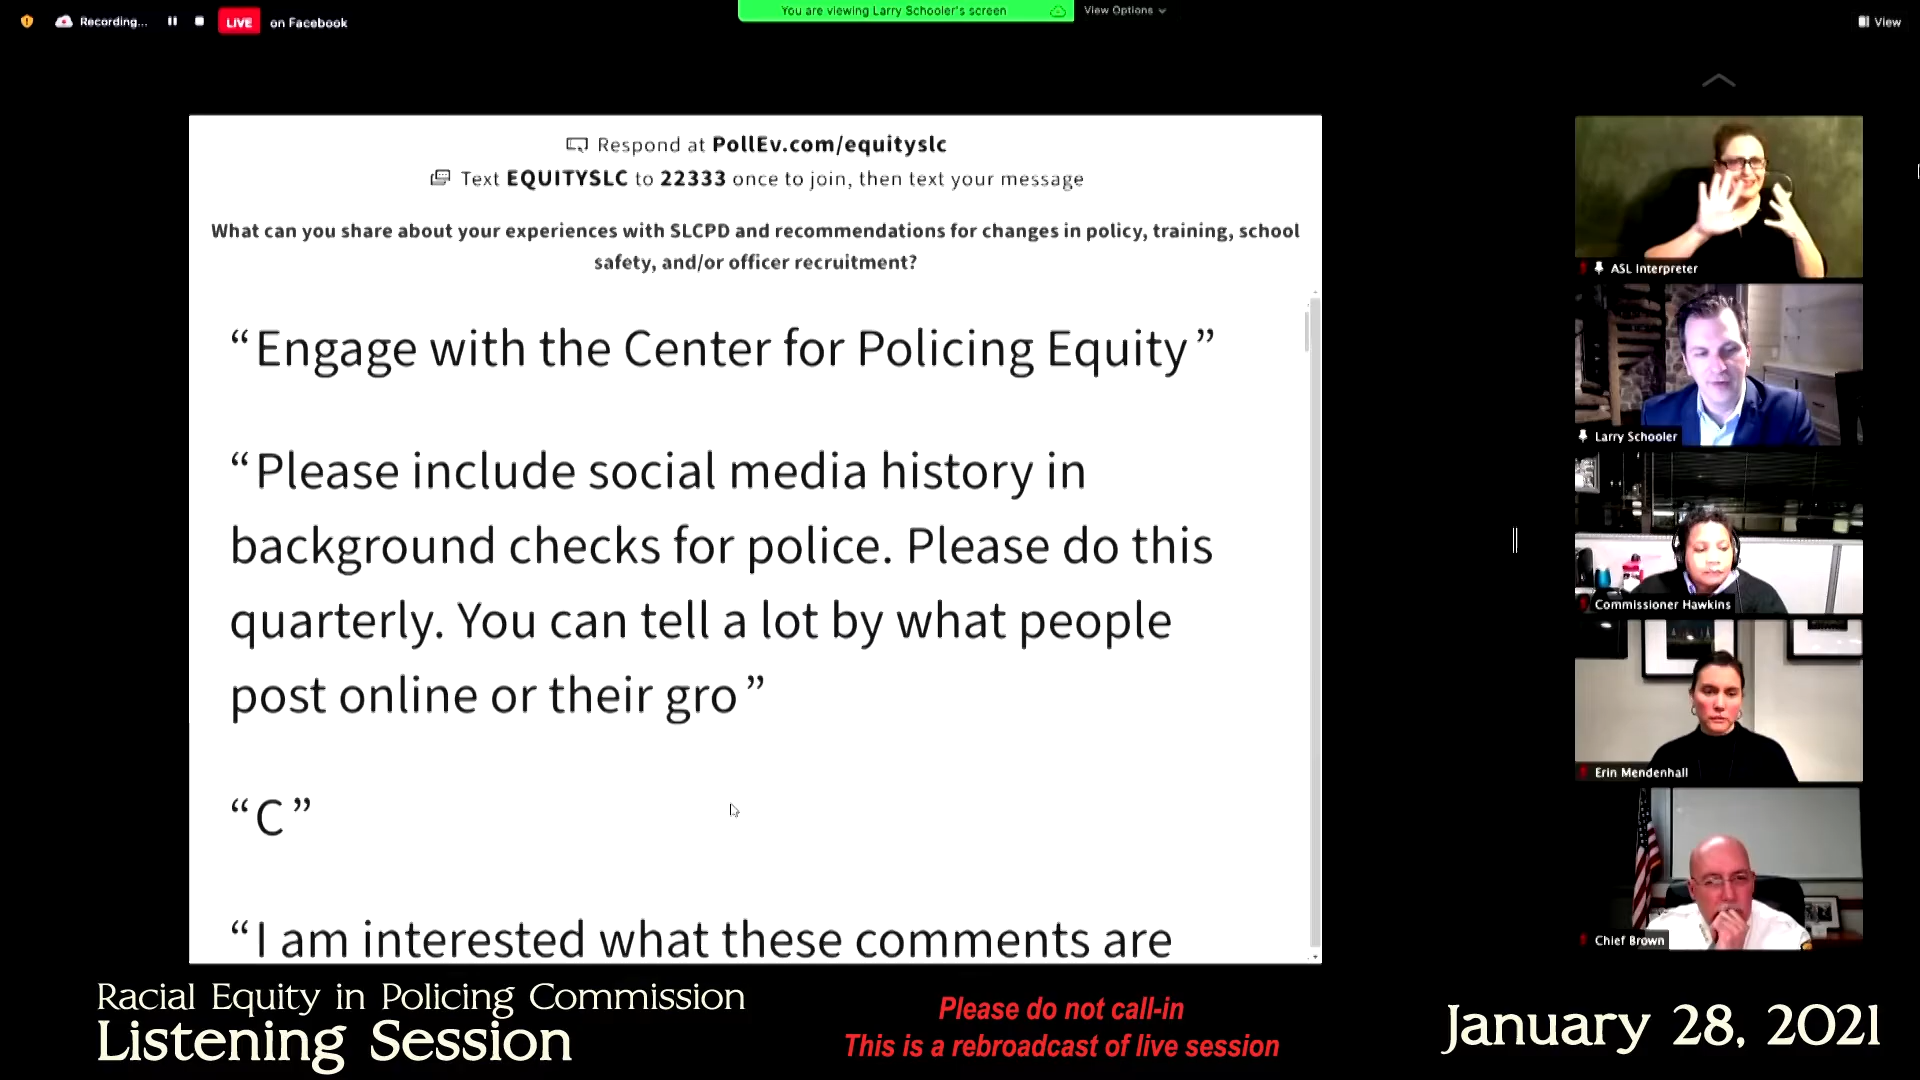 Recording...
LIVE on Facebook
You are viewing Larry Schooler's screen
View Options
View
Respond at PollEv.com/equityslc
Text EQUITYSLC to 22333 once to join, then text your message
What can you share about your experiences with SLCPD and recommendations for changes in policy, training, school
safety, and/or officer recruitment?
“Engage with the Center for Policing Equity”
“Please include social media history in
background checks for police. Please do this
quarterly. You can tell a lot by what people
post online or their gro”
“C”
“I am interested what these comments are
ASL Interpreter
Larry Schooler
Commissioner Hawkins
Erin Mendenhall
Chief Brown
Racial Equity in Policing Commission
Listening Session
Please do not call-in
This is a rebroadcast of live session
January 28, 2021